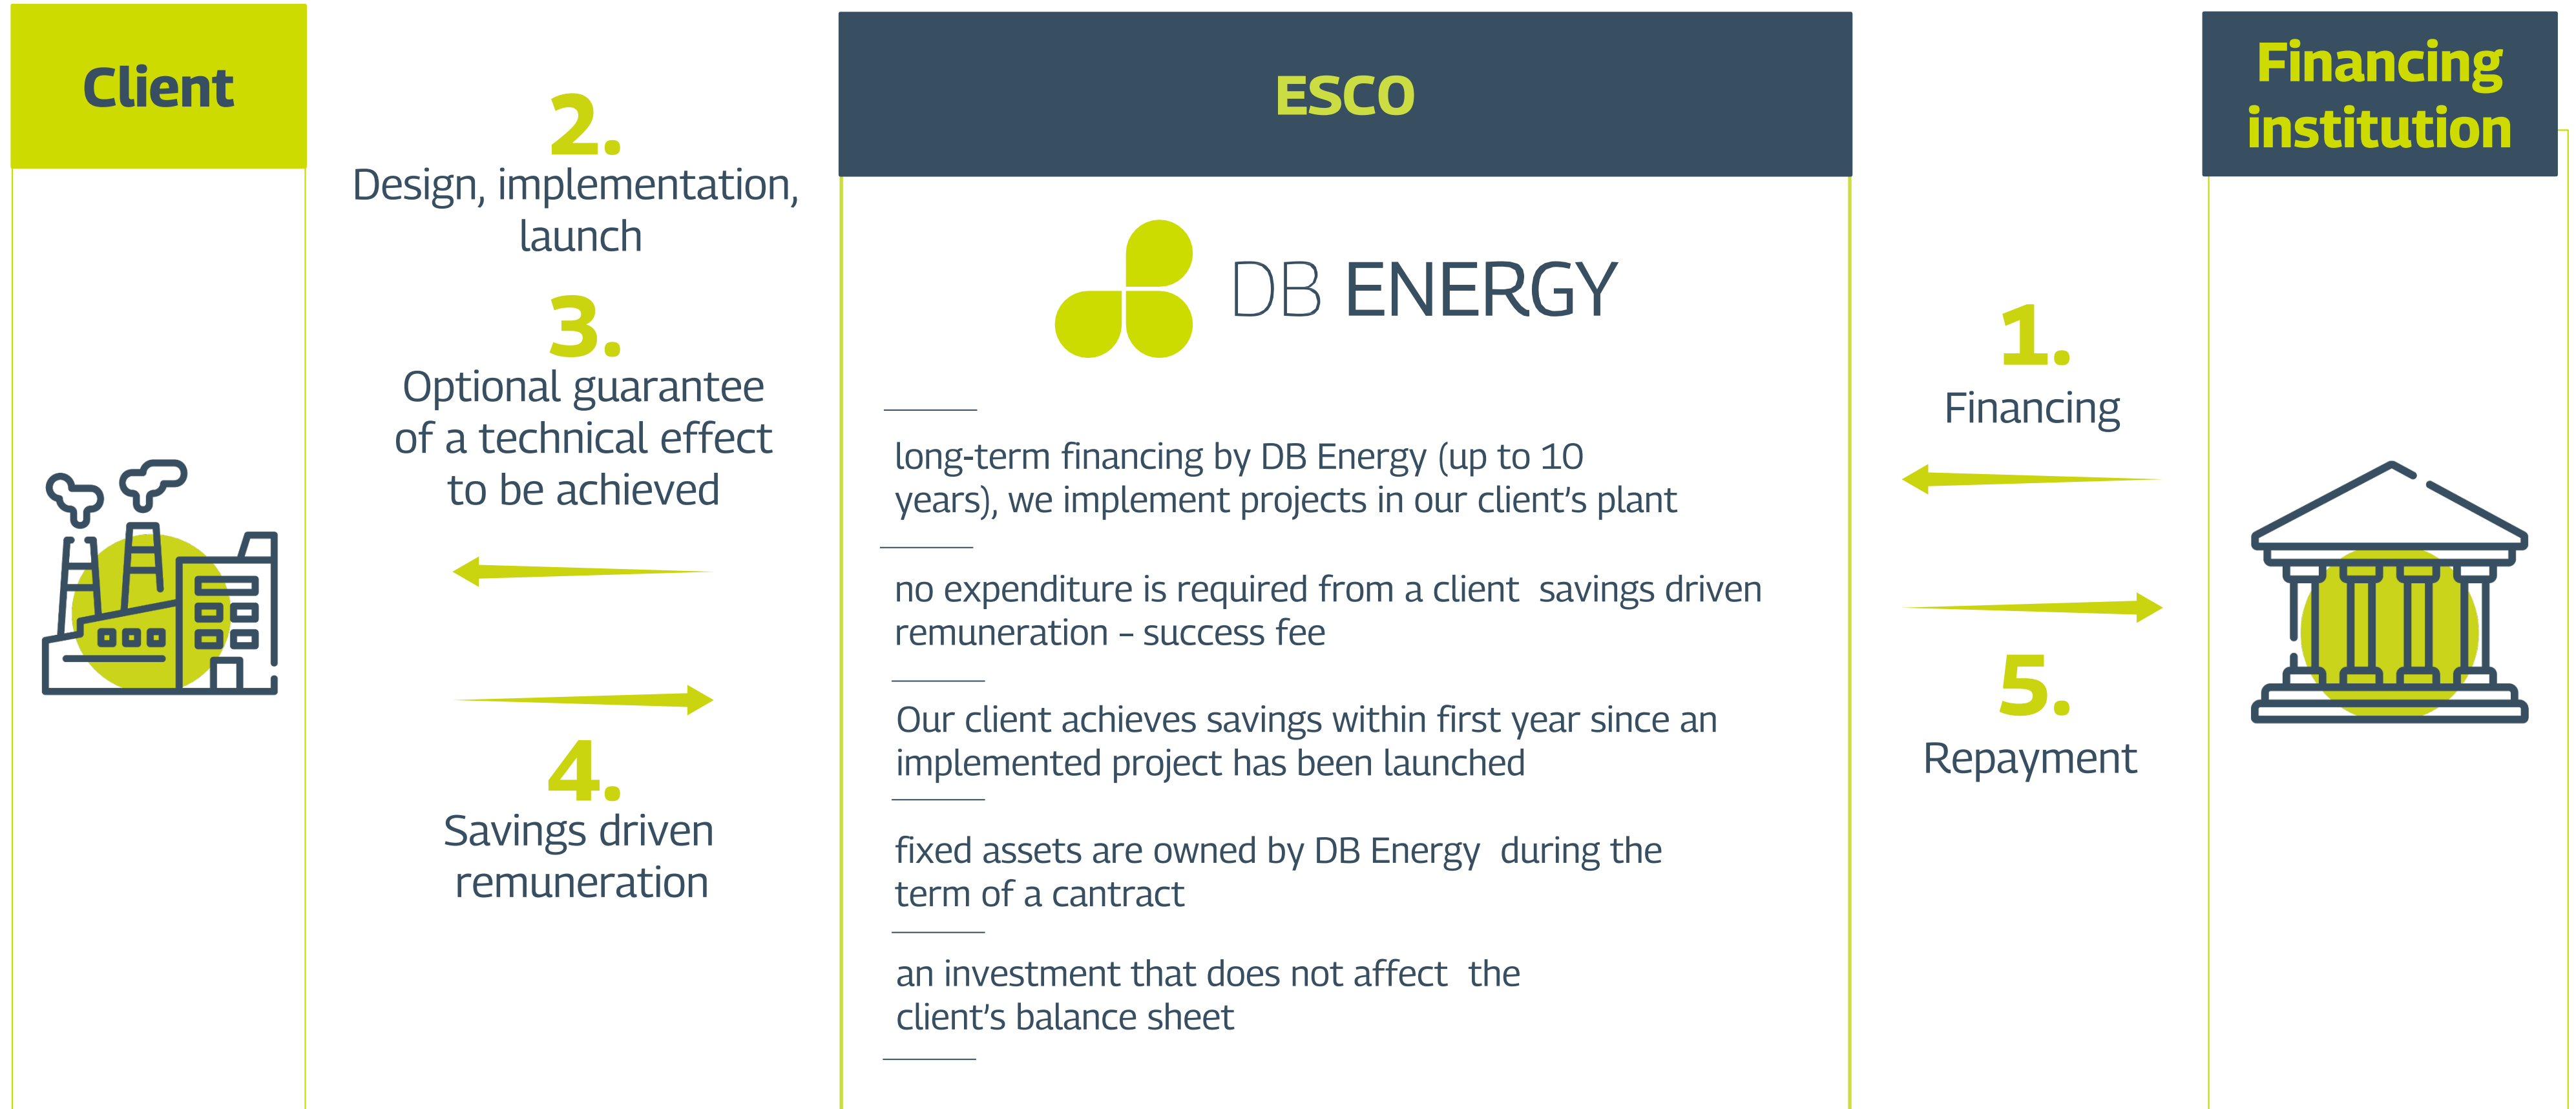 Client
2.
Design, implementation,
launch
3.
Optional guarantee
of a technical effect
to be achieved
4.
Savings driven
remuneration
ESCO
DB ENERGY
long-term financing by DB Energy (up to 10
years), we implement projects in our client's plant
no expenditure is required from a client  savings driven
remuneration – success fee
Our client achieves savings within first year since an
implemented project has been launched
fixed assets are owned by DB Energy  during the
term of a cantract
an investment that does not affect  the
client's balance sheet
1.
Financing
5.
Repayment
Financing
institution